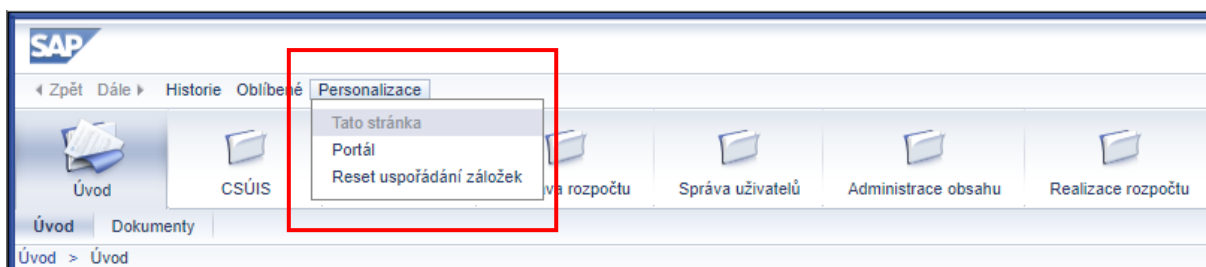 SAP
Zpět Dále Historie Oblíbené Personalizace
Tato stránka
Portál
Reset uspořádání záložek
Úvod CSÚIS rozpočtu Správa uživatelů Administrace obsahu Realizace rozpočtu
Úvod Dokumenty
Úvod > Úvod